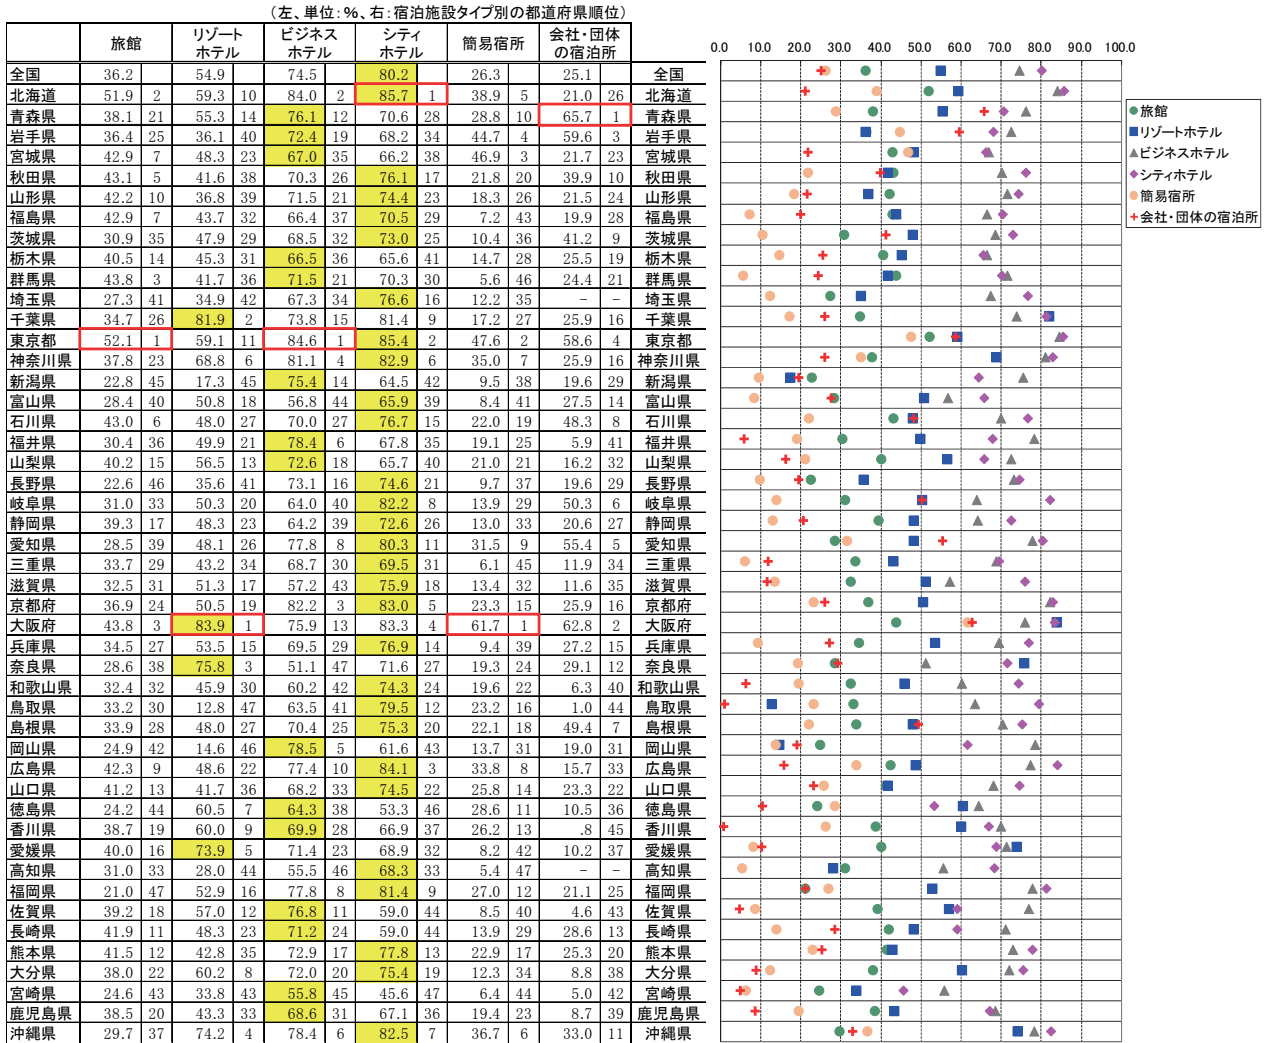 (左、単位:%、右:宿泊施設タイプ別の都道府県順位)
旅館 リゾートホテル ビジネスホテル シティホテル 簡易宿所 会社・団体の宿泊所
0.0 10.0 20.0 30.0 40.0 50.0 60.0 70.0 80.0 90.0 100.0
全国 36.2 54.9 74.5 80.2 26.3 25.1 全国
北海道 51.9 2 59.3 10 84.0 2 85.7 1 38.9 5 21.0 26 北海道
青森県 38.1 21 55.3 14 76.1 12 70.6 28 28.8 10 65.7 1 青森県
岩手県 36.4 25 36.1 40 72.4 19 68.2 34 44.7 4 59.6 3 岩手県
宮城県 42.9 7 48.3 23 67.0 35 66.2 38 46.9 3 21.7 23 宮城県
秋田県 43.1 5 41.6 38 70.3 26 76.1 17 21.8 20 39.9 10 秋田県
山形県 42.2 10 36.8 39 71.5 21 74.4 23 18.3 26 21.5 24 山形県
福島県 42.9 7 43.7 32 66.4 37 70.5 29 7.2 43 19.9 28 福島県
茨城県 30.9 35 47.9 29 68.5 32 73.0 25 10.4 36 41.2 9 茨城県
栃木県 40.5 14 45.3 31 66.5 36 65.6 41 14.7 28 25.5 19 栃木県
群馬県 43.8 3 41.7 36 71.5 21 70.3 30 5.6 46 24.4 21 群馬県
埼玉県 27.3 41 34.9 42 67.3 34 76.6 16 12.2 35 – – 埼玉県
千葉県 34.7 26 81.9 2 73.8 15 81.4 9 17.2 27 25.9 16 千葉県
東京都 52.1 1 59.1 11 84.6 1 85.4 2 47.6 2 58.6 4 東京都
神奈川県 37.8 23 68.8 6 81.1 4 82.9 6 35.0 7 25.9 16 神奈川県
新潟県 22.8 45 17.3 45 75.4 14 64.5 42 9.5 38 19.6 29 新潟県
富山県 28.4 40 50.8 18 56.8 44 65.9 39 8.4 41 27.5 14 富山県
石川県 43.0 6 48.0 27 70.0 27 76.7 15 22.0 19 48.3 8 石川県
福井県 30.4 36 49.9 21 78.4 6 67.8 35 19.1 25 5.9 41 福井県
山梨県 40.2 15 56.5 13 72.6 18 65.7 40 21.0 21 16.2 32 山梨県
長野県 22.6 46 35.6 41 73.1 16 74.6 21 9.7 37 19.6 29 長野県
岐阜県 31.0 33 50.3 20 64.0 40 82.2 8 13.9 29 50.3 6 岐阜県
静岡県 39.3 17 48.3 23 64.2 39 72.6 26 13.0 33 20.6 27 静岡県
愛知県 28.5 39 48.1 26 77.8 8 80.3 11 31.5 9 55.4 5 愛知県
三重県 33.7 29 43.2 34 68.7 30 69.5 31 6.1 45 11.9 34 三重県
滋賀県 32.5 31 51.3 17 57.2 43 75.9 18 13.4 32 11.6 35 滋賀県
京都府 36.9 24 50.5 19 82.2 3 83.0 5 23.3 15 25.9 16 京都府
大阪府 43.8 3 83.9 1 75.9 13 83.3 4 61.7 1 62.8 2 大阪府
兵庫県 34.5 27 53.5 15 69.5 29 76.9 14 9.4 39 27.2 15 兵庫県
奈良県 28.6 38 75.8 3 51.1 47 71.6 27 19.3 24 29.1 12 奈良県
和歌山県 32.4 32 45.9 30 60.2 42 74.3 24 19.6 22 6.3 40 和歌山県
鳥取県 33.2 30 12.8 47 63.5 41 79.5 12 23.2 16 1.0 44 鳥取県
島根県 33.9 28 48.0 27 70.4 25 75.3 20 22.1 18 49.4 7 島根県
岡山県 24.9 42 14.6 46 78.5 5 61.6 43 13.7 31 19.0 31 岡山県
広島県 42.3 9 48.6 22 77.4 10 84.1 3 33.8 8 15.7 33 広島県
山口県 41.2 13 41.7 36 68.2 33 74.5 22 25.8 14 23.3 22 山口県
徳島県 24.2 44 60.5 7 64.3 38 53.3 46 28.6 11 10.5 36 徳島県
香川県 38.7 19 60.0 9 69.9 28 66.9 37 26.2 13 .8 45 香川県
愛媛県 40.0 16 73.9 5 71.4 23 68.9 32 8.2 42 10.2 37 愛媛県
高知県 31.0 33 28.0 44 55.5 46 68.3 33 5.4 47 – – 高知県
福岡県 21.0 47 52.9 16 77.8 8 81.4 9 27.0 12 21.1 25 福岡県
佐賀県 39.2 18 57.0 12 76.8 11 59.0 44 8.5 40 4.6 43 佐賀県
長崎県 41.9 11 48.3 23 71.2 24 59.0 44 13.9 29 28.6 13 長崎県
熊本県 41.5 12 42.8 35 72.9 17 77.8 13 22.9 17 25.3 20 熊本県
大分県 38.0 22 60.2 8 72.0 20 75.4 19 12.3 34 8.8 38 大分県
宮崎県 24.6 43 33.8 43 55.8 45 45.6 47 6.4 44 5.0 42 宮崎県
鹿児島県 38.5 20 43.3 33 68.6 31 67.1 36 19.4 23 8.7 39 鹿児島県
沖縄県 29.7 37 74.2 4 78.4 6 82.5 7 36.7 6 33.0 11 沖縄県
旅館
リゾートホテル
ビジネスホテル
シティホテル
簡易宿所
会社・団体の宿泊所